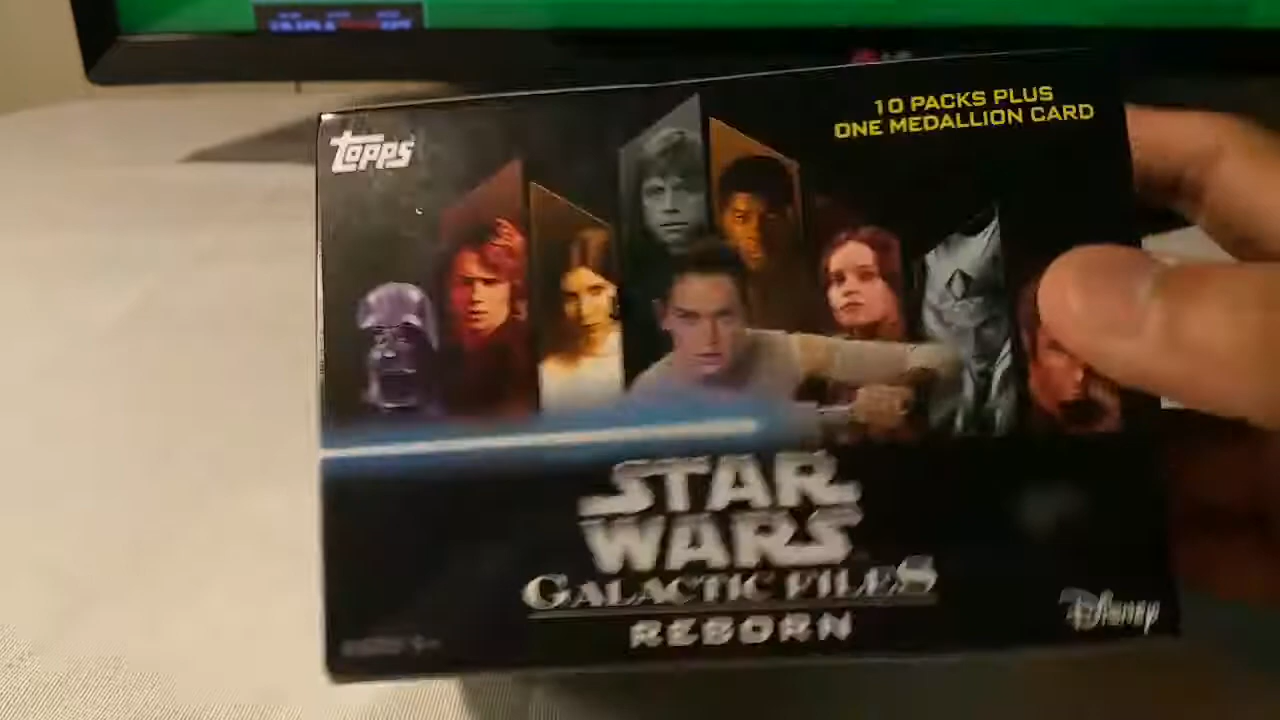 topps
10 PACKS PLUS
ONE MEDALLION CARD
STAR
WARS
GALACTIC FILES
REBORN
Disney